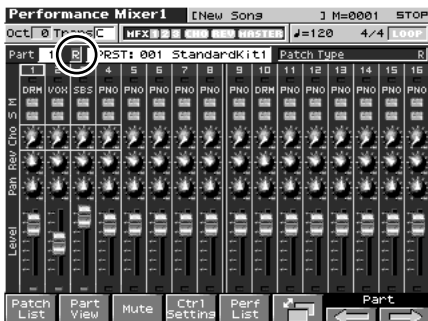 Performance Mixer1 [New Song ] M=0001 STOP
Oct 0 Trans C MFX 1 2 3 CHO REV MASTER ♩=120 4/4 LOOP
Part 1 R PRST: 001 StandardKit1 Patch Type R
1 2 3 4 5 6 7 8 9 10 11 12 13 14 15 16
DRM VOX SBS PNO PNO PNO PNO PNO PNO DRM PNO PNO PNO PNO PNO PNO
M
S
Cho
Rev
Pan
Level
Patch List Part View Mute Ctrl Setting Perf List Part